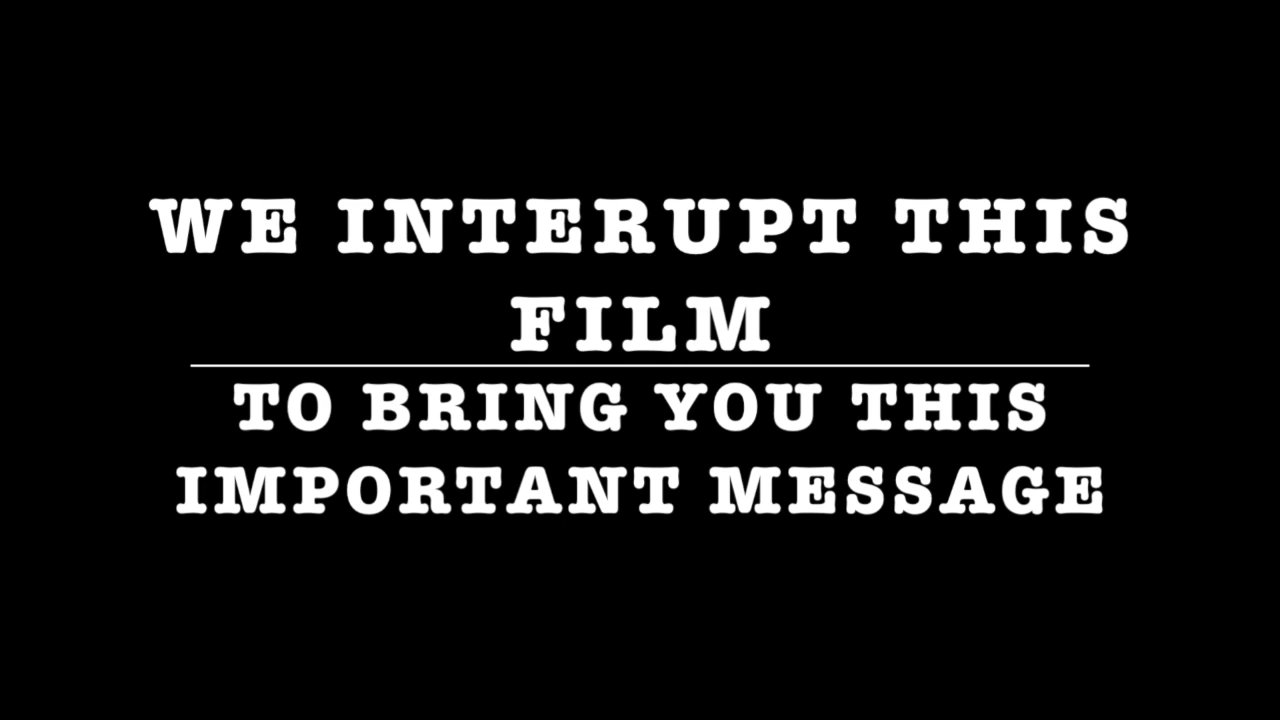 WE INTERUPT THIS
FILM
TO BRING YOU THIS
IMPORTANT MESSAGE